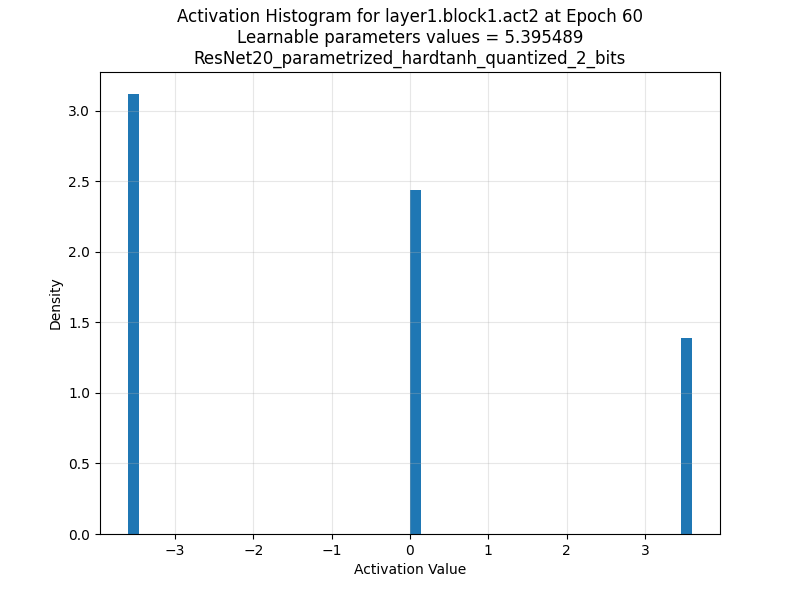 Activation Histogram for layer1.block1.act2 at Epoch 60
Learnable parameters values = 5.395489
ResNet20_parametrized_hardtanh_quantized_2_bits
3.0
2.5
2.0
1.5
1.0
0.5
0.0
Density
−3 −2 −1 0 1 2 3
Activation Value